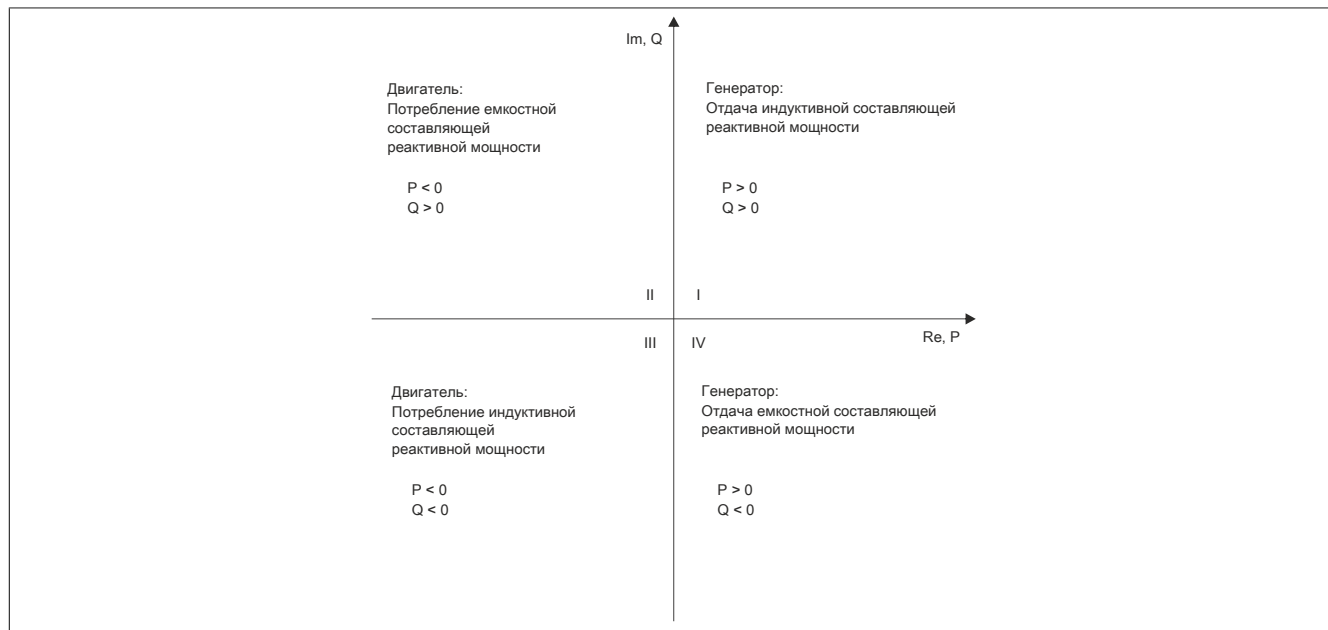 Im, Q
Двигатель:
Потребление емкостной
составляющей
реактивной мощности
P < 0
Q > 0
Генератор:
Отдача индуктивной составляющей
реактивной мощности
P > 0
Q > 0
II
I
III
IV
Re, P
Двигатель:
Потребление индуктивной
составляющей
реактивной мощности
P < 0
Q < 0
Генератор:
Отдача емкостной составляющей
реактивной мощности
P > 0
Q < 0